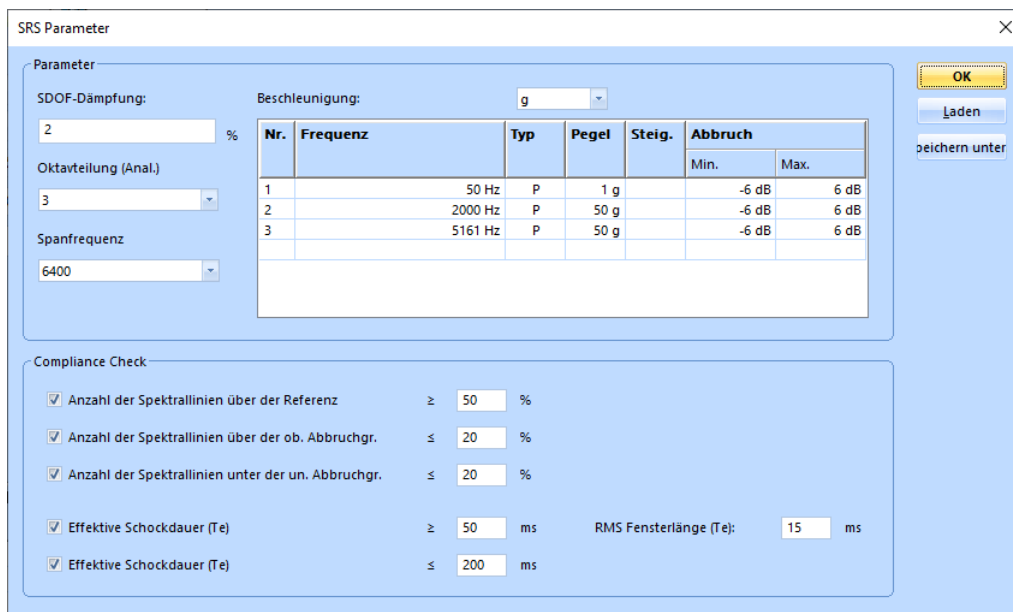 SRS Parameter
Parameter
SDOF-Dämpfung:
2 %
Oktavteilung (Anal.)
3
Spanfrequenz
6400
Beschleunigung: g
Nr. Frequenz Typ Pegel Steig. Abbruch
Min. Max.
1 50 Hz P 1 g -6 dB 6 dB
2 2000 Hz P 50 g -6 dB 6 dB
3 5161 Hz P 50 g -6 dB 6 dB
OK
Laden
peichern unter
Compliance Check
Anzahl der Spektrallinien über der Referenz ≥ 50 %
Anzahl der Spektrallinien über der ob. Abbruchgr. ≤ 20 %
Anzahl der Spektrallinien unter der un. Abbruchgr. ≤ 20 %
Effektive Schockdauer (Te) ≥ 50 ms RMS Fensterlänge (Te): 15 ms
Effektive Schockdauer (Te) ≤ 200 ms